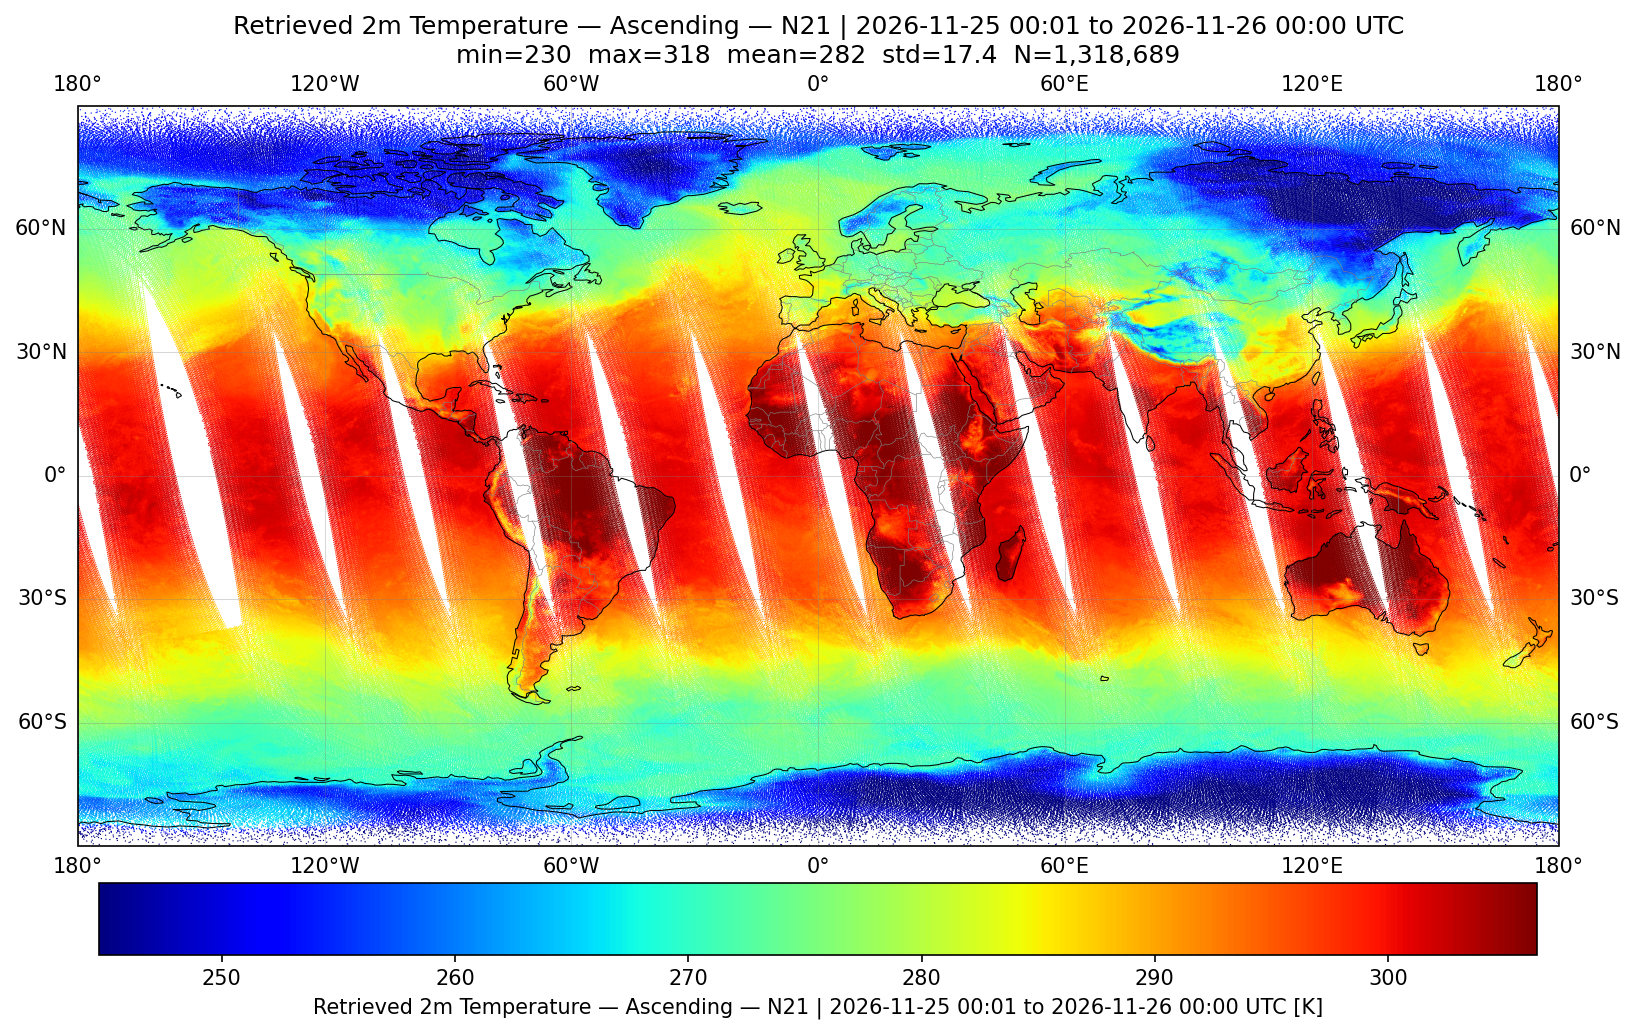 Retrieved 2m Temperature — Ascending — N21 | 2026-11-25 00:01 to 2026-11-26 00:00 UTC
min=230  max=318  mean=282  std=17.4  N=1,318,689
180° 120°W 60°W 0° 60°E 120°E 180°
60°N 60°N
30°N 30°N
0° 0°
30°S 30°S
60°S 60°S
180° 120°W 60°W 0° 60°E 120°E 180°
250 260 270 280 290 300
Retrieved 2m Temperature — Ascending — N21 | 2026-11-25 00:01 to 2026-11-26 00:00 UTC [K]